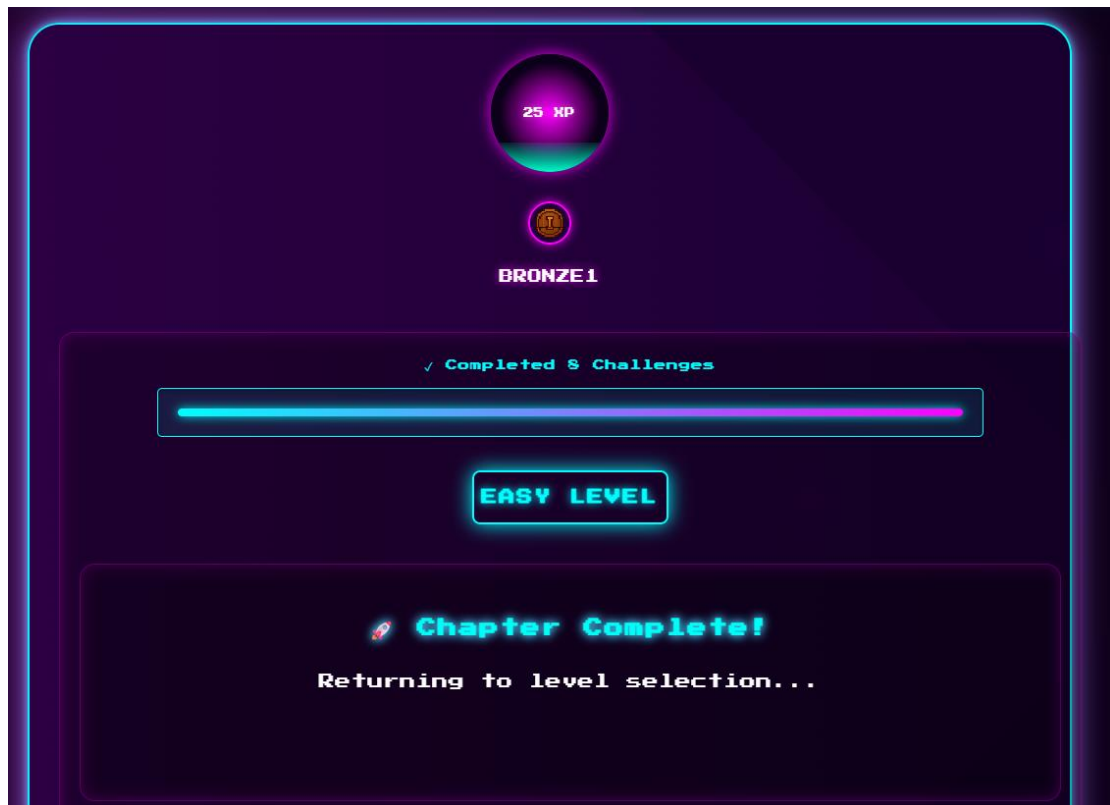 25 XP
I
BRONZE1
✓ Completed 8 Challenges
EASY LEVEL
🚀 Chapter Complete!
Returning to level selection...